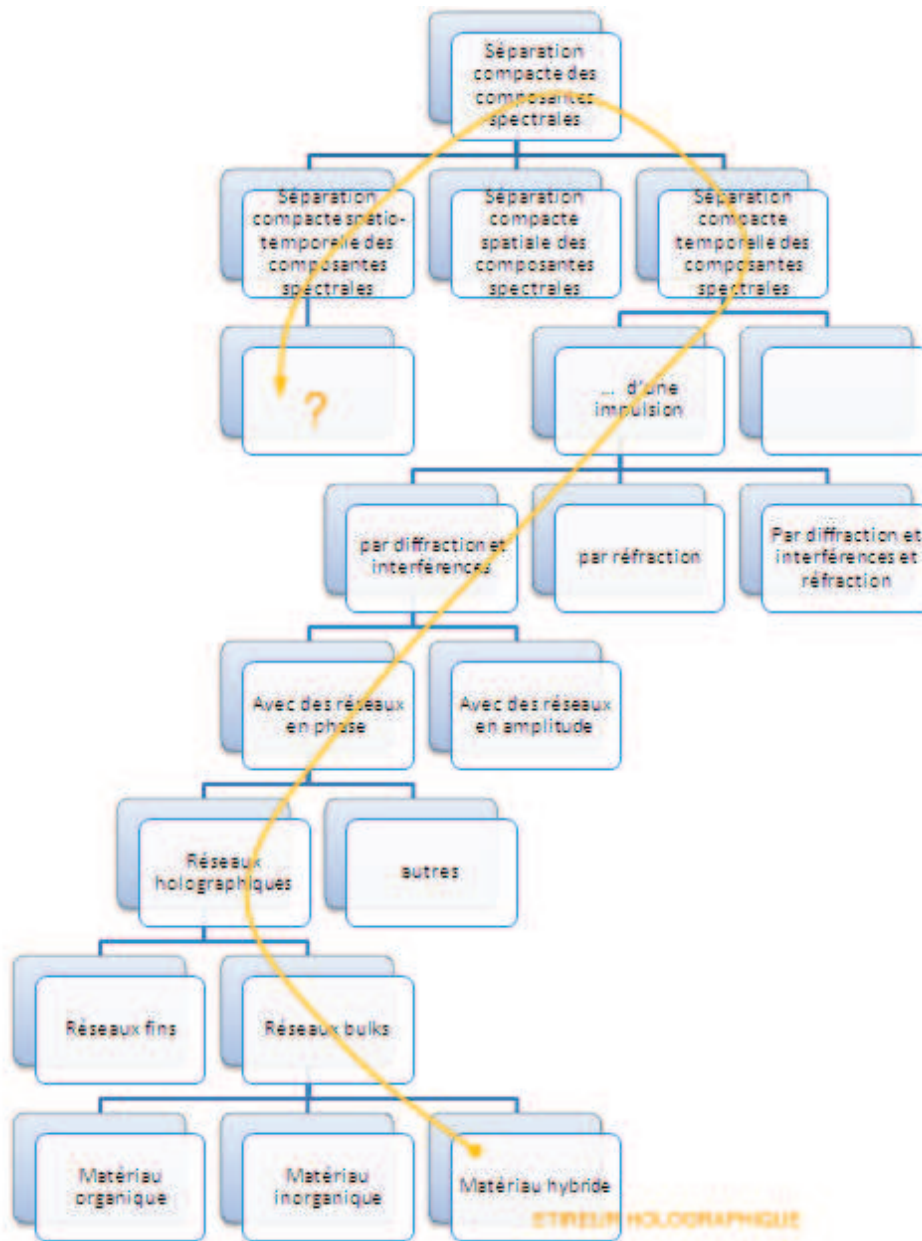 Séparation
compacte des
composantes
spectrales
Séparation
compacte spatio-
temporelle des
composantes
spectrales
Séparation
compacte
spatiale des
composantes
spectrales
Séparation
compacte
temporelle des
composantes
spectrales
?
... d'une
impulsion
par diffraction et
interférences
par réfraction
Par diffraction et
interférences et
réfraction
Avec des réseaux
en phase
Avec des réseaux
en amplitude
Réseaux
holographiques
autres
Réseaux fins
Réseaux bulks
Matériau
organique
Matériau
inorganique
Matériau hybride
ETIREUR HOLOGRAPHIQUE